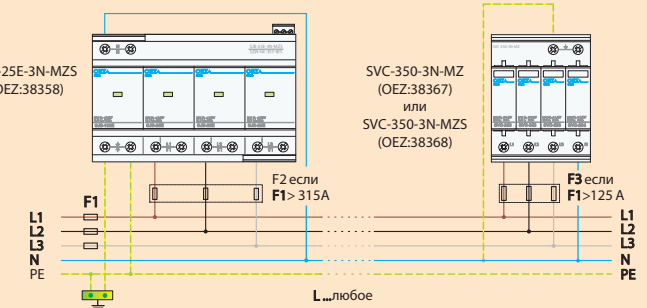 -25E-3N-MZS
OEZ:38358)
SVC-350-3N-MZ
(OEZ:38367)
или
SVC-350-3N-MZS
(OEZ:38368)
F2 если
F1> 315A
F3 если
F1>125 A
F1
L1
L2
L3
N
PE
L1
L2
L3
N
PE
L ...любое